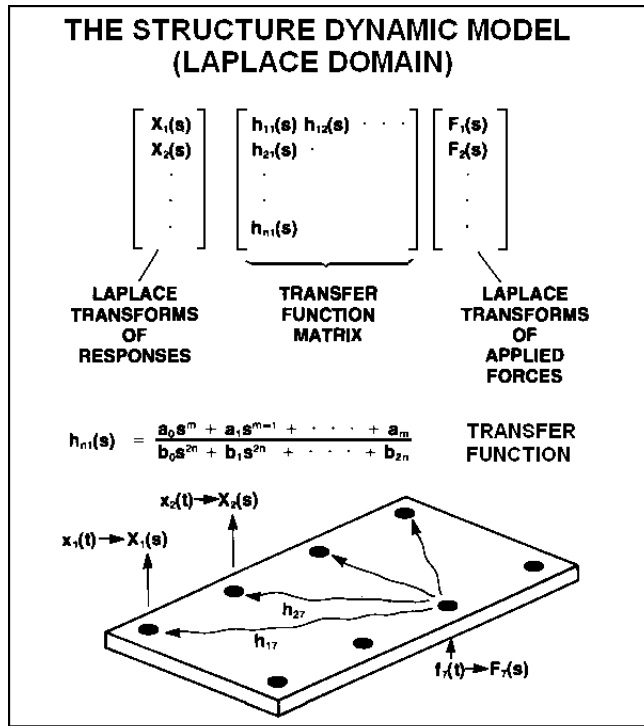 THE STRUCTURE DYNAMIC MODEL
(LAPLACE DOMAIN)
X₁(s) h₁₁(s) h₁₂(s) · · · F₁(s)
X₂(s) h₂₁(s) · F₂(s)
· · ·
· · ·
· hₙ₁(s) ·
LAPLACE TRANSFORMS OF RESPONSES
TRANSFER FUNCTION MATRIX
LAPLACE TRANSFORMS OF APPLIED FORCES
hₙ₁(s) = (a₀sᵐ + a₁sᵐ⁻¹ + · · · + aₘ) / (b₀s²ⁿ + b₁s²ⁿ + · · · + b₂ₙ)
TRANSFER
FUNCTION
x₂(t)→X₂(s)
x₁(t)→X₁(s)
h₂₇
h₁₇
f₇(t)→F₇(s)